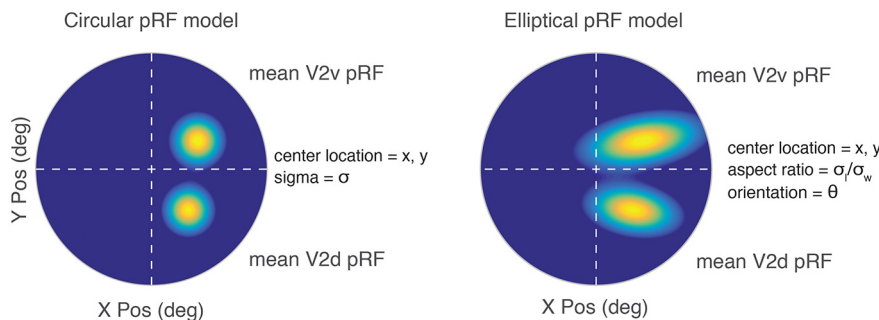 Circular pRF model
mean V2v pRF
Y Pos (deg)
center location = x, y
sigma = σ
mean V2d pRF
X Pos (deg)
Elliptical pRF model
mean V2v pRF
center location = x, y
aspect ratio = σl/σw
orientation = θ
mean V2d pRF
X Pos (deg)